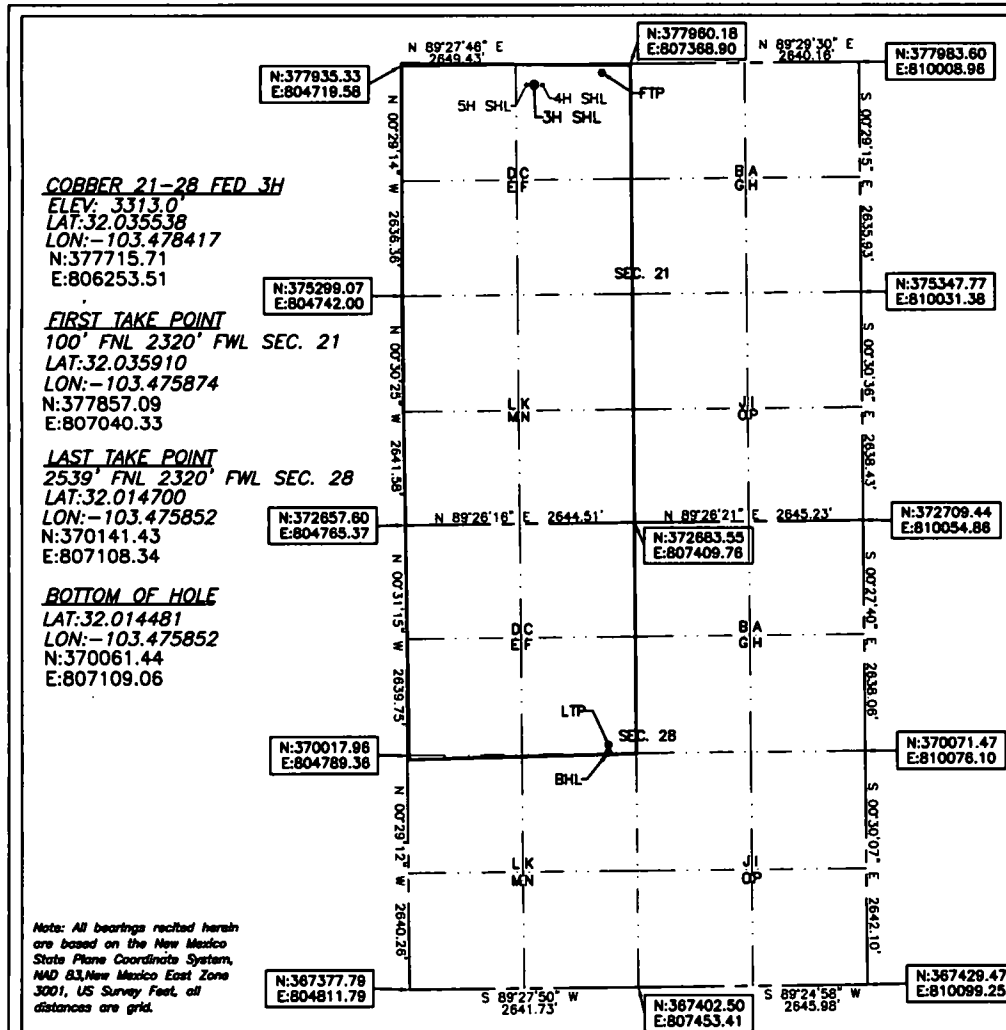 N 89°27'46" E
2649.43'
N:377960.18
E:807368.90
N 89°29'30" E
2640.16'
N:377935.33
E:804719.58
N:377983.60
E:810008.98
5H SHL
4H SHL
3H SHL
FTP
N 00°29'14" W 2636.36'
S 00°29'15" E 2635.93'
COBBER 21-28 FED 3H
ELEV: 3313.0'
LAT:32.035538
LON:-103.478417
N:377715.71
E:806253.51
D C
E F
B A
G H
SEC. 21
N:375299.07
E:804742.00
N:375347.77
E:810031.38
FIRST TAKE POINT
100' FNL 2320' FWL SEC. 21
LAT:32.035910
LON:-103.475874
N:377857.09
E:807040.33
N 00°30'25" W 2641.58'
S 00°30'36" E 2638.43'
L K
M N
J I
O P
LAST TAKE POINT
2539' FNL 2320' FWL SEC. 28
LAT:32.014700
LON:-103.475852
N:370141.43
E:807108.34
N:372657.60
E:804765.37
N 89°26'16" E 2644.51'
N 89°26'21" E 2645.23'
N:372683.55
E:807409.76
N:372709.44
E:810054.86
BOTTOM OF HOLE
LAT:32.014481
LON:-103.475852
N:370061.44
E:807109.06
N 00°31'15" W 2639.75'
S 00°27'40" E 2638.06'
D C
E F
B A
G H
LTP
SEC. 28
BHL
N:370017.96
E:804789.36
N:370071.47
E:810076.10
N 00°29'12" W 2640.26'
S 00°30'07" E 2642.10'
L K
M N
J I
O P
Note: All bearings recited herein
are based on the New Mexico
State Plane Coordinate System,
NAD 83,New Mexico East Zone
3001, US Survey Feet, all
distances are grid.
N:367377.79
E:804811.79
S 89°27'50" W
2641.73'
N:367402.50
E:807453.41
S 89°24'58" W
2645.98'
N:367429.47
E:810099.25